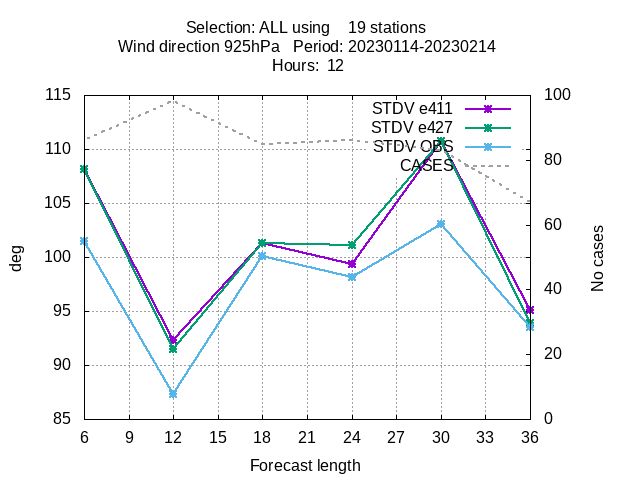 Selection: ALL using    19 stations
Wind direction 925hPa   Period: 20230114-20230214
Hours:  12
115
110
105
100
95
90
85
deg
100
80
60
40
20
0
No cases
STDV e411
STDV e427
STDV OBS
CASES
6 9 12 15 18 21 24 27 30 33 36
Forecast length